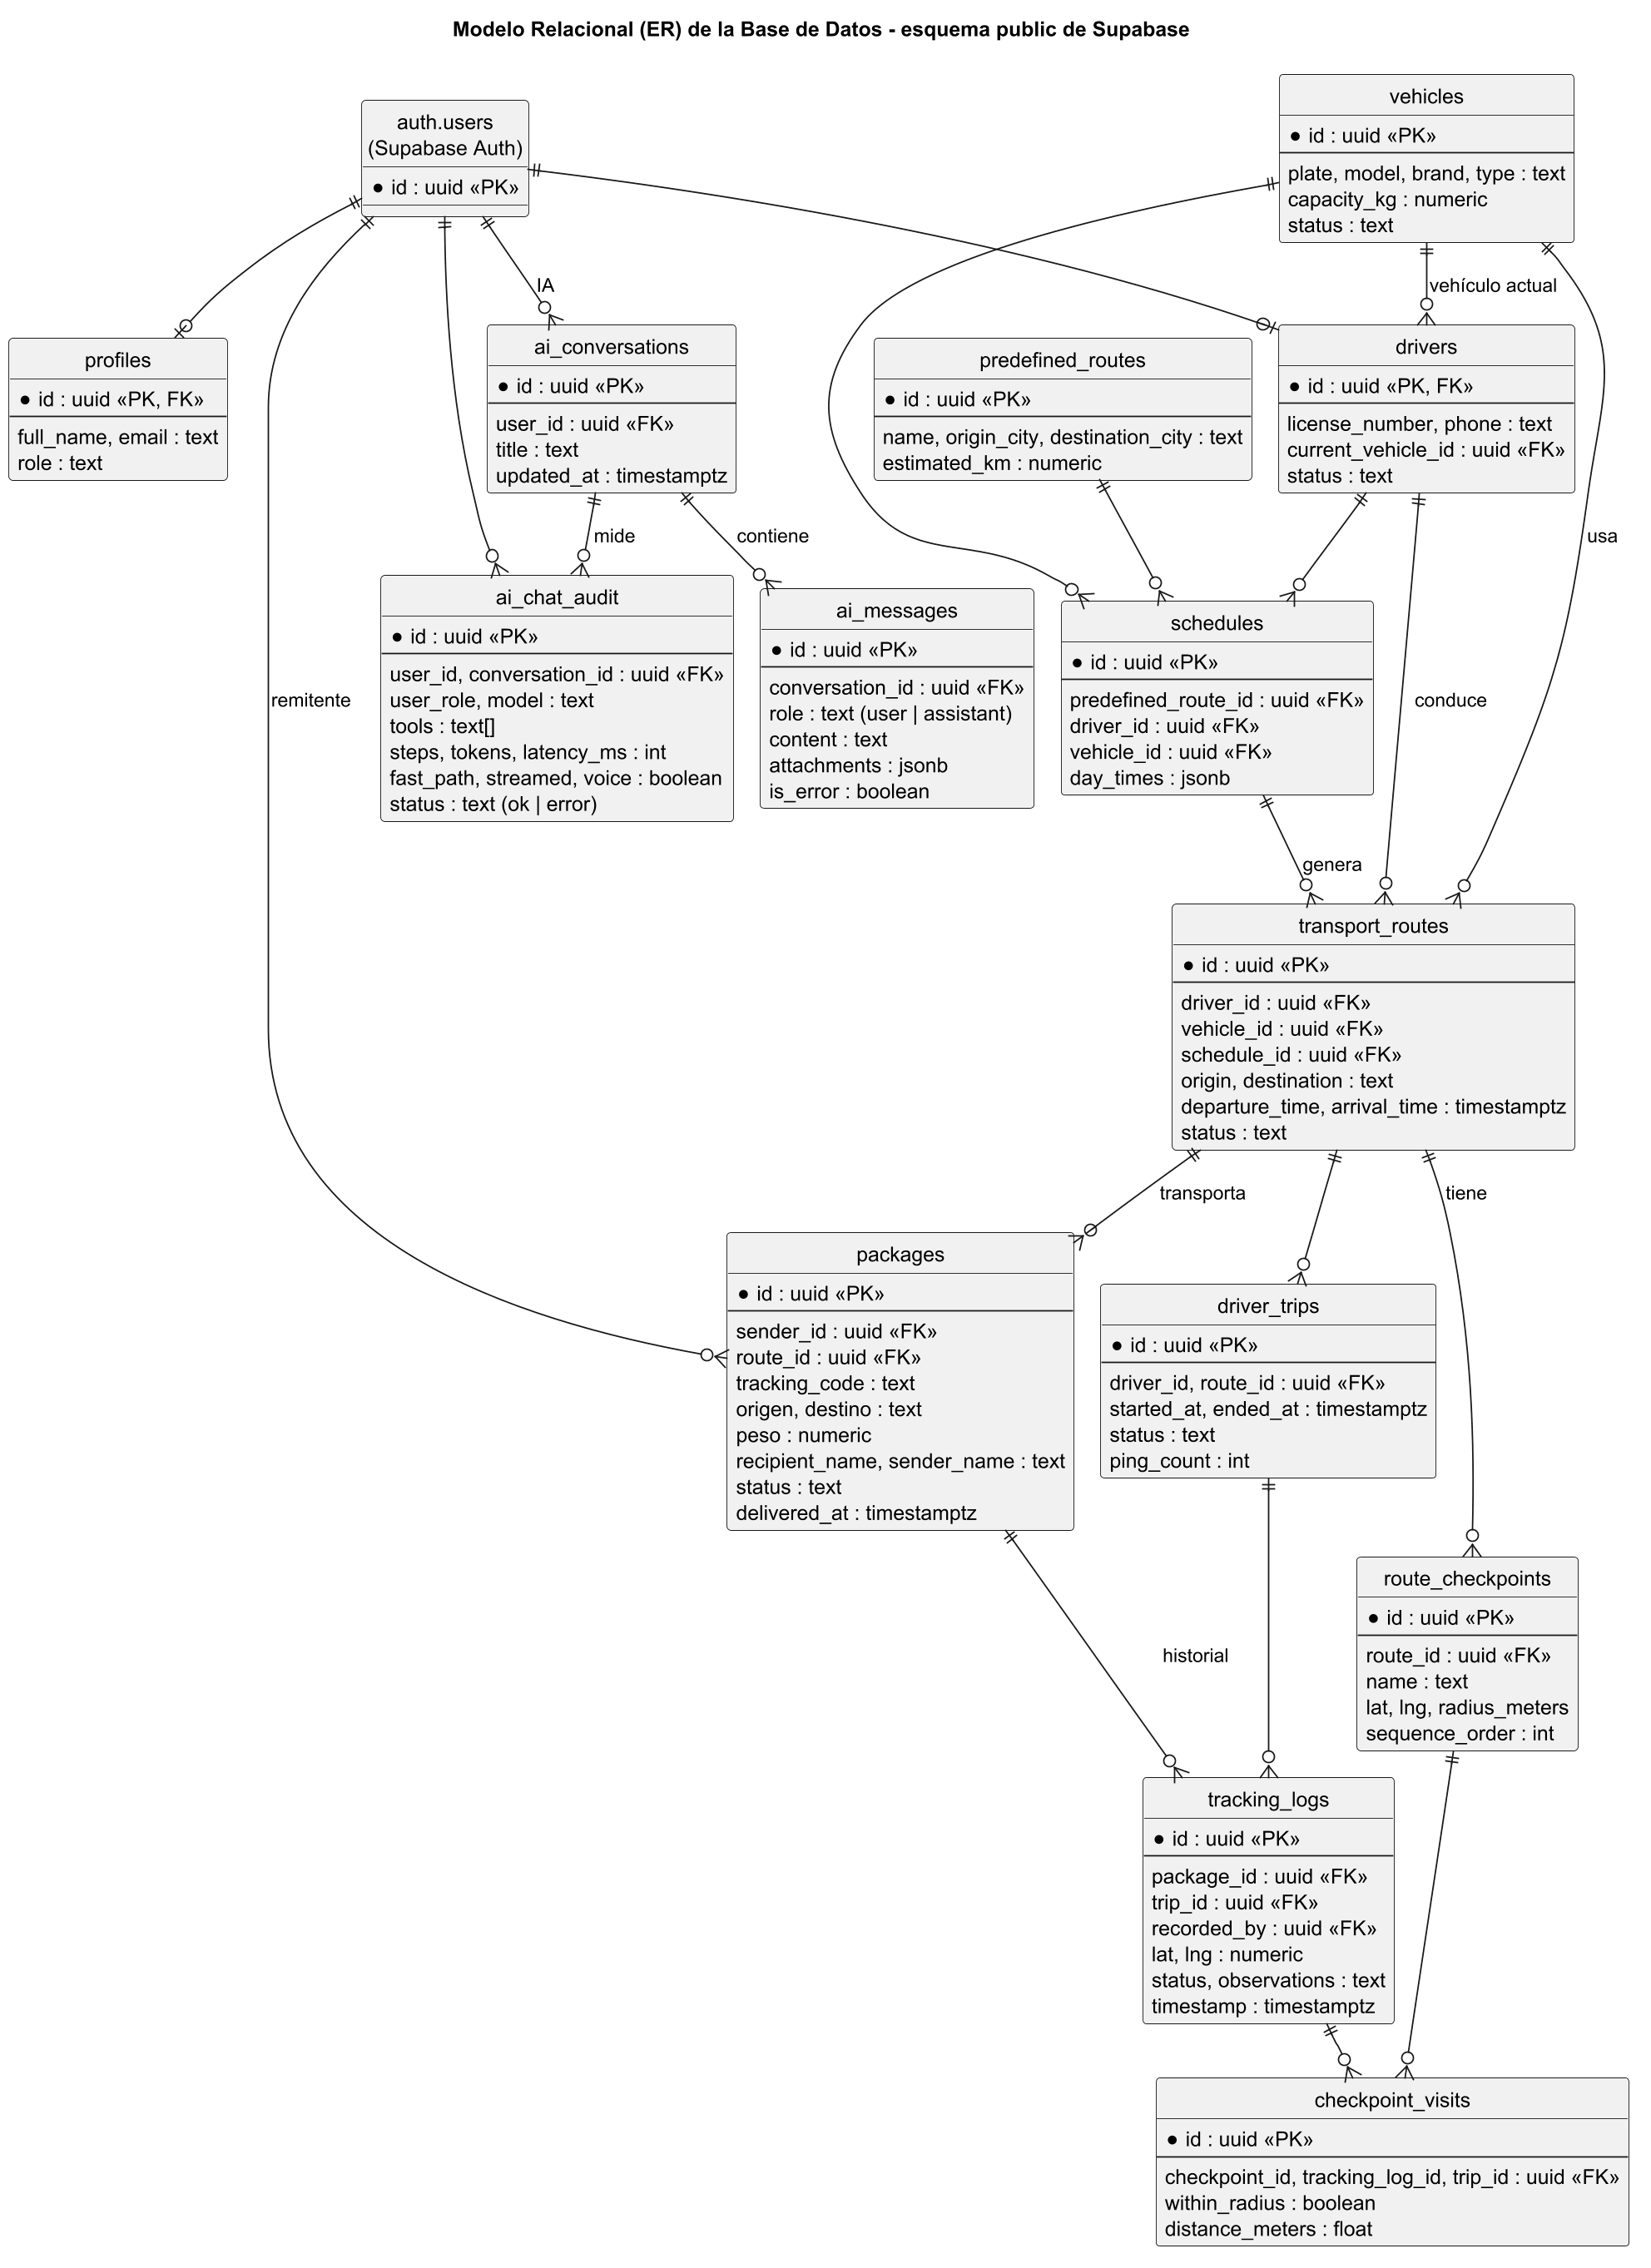 Modelo Relacional (ER) de la Base de Datos - esquema public de Supabase
auth.users
(Supabase Auth)
● id : uuid «PK»
vehicles
● id : uuid «PK»
plate, model, brand, type : text
capacity_kg : numeric
status : text
IA
vehículo actual
profiles
● id : uuid «PK, FK»
full_name, email : text
role : text
ai_conversations
● id : uuid «PK»
user_id : uuid «FK»
title : text
updated_at : timestamptz
predefined_routes
● id : uuid «PK»
name, origin_city, destination_city : text
estimated_km : numeric
drivers
● id : uuid «PK, FK»
license_number, phone : text
current_vehicle_id : uuid «FK»
status : text
mide
contiene
usa
ai_chat_audit
● id : uuid «PK»
user_id, conversation_id : uuid «FK»
user_role, model : text
tools : text[]
steps, tokens, latency_ms : int
fast_path, streamed, voice : boolean
status : text (ok | error)
ai_messages
● id : uuid «PK»
conversation_id : uuid «FK»
role : text (user | assistant)
content : text
attachments : jsonb
is_error : boolean
schedules
● id : uuid «PK»
predefined_route_id : uuid «FK»
driver_id : uuid «FK»
vehicle_id : uuid «FK»
day_times : jsonb
remitente
conduce
genera
transport_routes
● id : uuid «PK»
driver_id : uuid «FK»
vehicle_id : uuid «FK»
schedule_id : uuid «FK»
origin, destination : text
departure_time, arrival_time : timestamptz
status : text
transporta
tiene
packages
● id : uuid «PK»
sender_id : uuid «FK»
route_id : uuid «FK»
tracking_code : text
origen, destino : text
peso : numeric
recipient_name, sender_name : text
status : text
delivered_at : timestamptz
driver_trips
● id : uuid «PK»
driver_id, route_id : uuid «FK»
started_at, ended_at : timestamptz
status : text
ping_count : int
historial
route_checkpoints
● id : uuid «PK»
route_id : uuid «FK»
name : text
lat, lng, radius_meters
sequence_order : int
tracking_logs
● id : uuid «PK»
package_id : uuid «FK»
trip_id : uuid «FK»
recorded_by : uuid «FK»
lat, lng : numeric
status, observations : text
timestamp : timestamptz
checkpoint_visits
● id : uuid «PK»
checkpoint_id, tracking_log_id, trip_id : uuid «FK»
within_radius : boolean
distance_meters : float